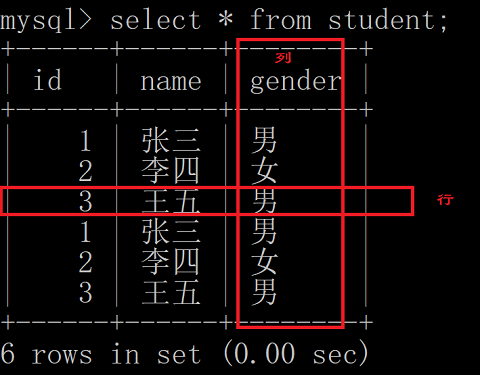 mysql> select * from student;
+------+------+--------+
列
| id | name | gender |
+------+------+--------+
| 1 | 张三 | 男 |
| 2 | 李四 | 女 |
| 3 | 王五 | 男 | 行
| 1 | 张三 | 男 |
| 2 | 李四 | 女 |
| 3 | 王五 | 男 |
+------+------+--------+
6 rows in set (0.00 sec)